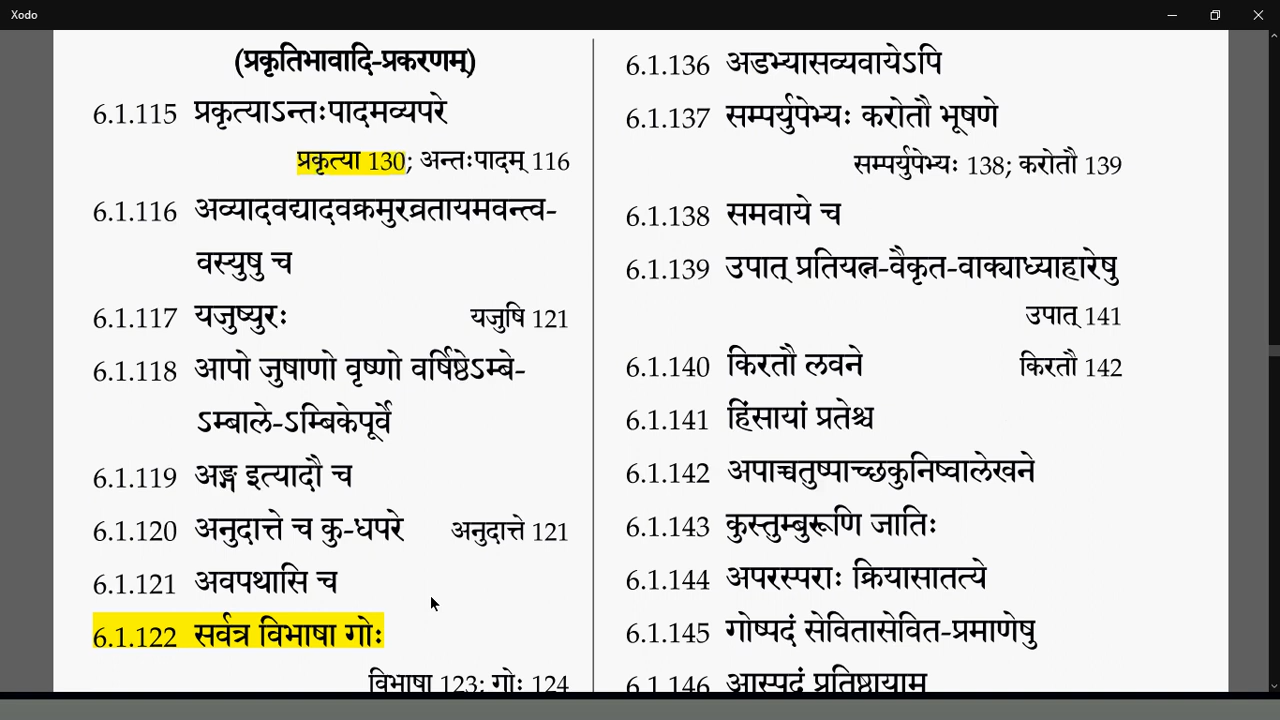 Xodo
(प्रकृतिभावादि-प्रकरणम्)
6.1.115 प्रकृत्याऽन्तःपादमव्यपरे
प्रकृत्या 130; अन्तःपादम् 116
6.1.116 अव्यादवद्यादवक्रमुरव्रतायमवन्त्व-
वस्युषु च
6.1.117 यजुष्युरः यजुषि 121
6.1.118 आपो जुषाणो वृष्णो वर्षिष्ठेऽम्बे-
ऽम्बाले-ऽम्बिकेपूर्वे
6.1.119 अङ्ग इत्यादौ च
6.1.120 अनुदात्ते च कु-धपरे अनुदात्ते 121
6.1.121 अवपथासि च
6.1.122 सर्वत्र विभाषा गोः
विभाषा 123; गोः 124
6.1.136 अडभ्यासव्यवायेऽपि
6.1.137 सम्पर्युपेभ्यः करोतौ भूषणे
सम्पर्युपेभ्यः 138; करोतौ 139
6.1.138 समवाये च
6.1.139 उपात् प्रतियत्न-वैकृत-वाक्याध्याहारेषु
उपात् 141
6.1.140 किरतौ लवने किरतौ 142
6.1.141 हिंसायां प्रतेश्च
6.1.142 अपाच्चतुष्पाच्छकुनिष्वालेखने
6.1.143 कुस्तुम्बुरूणि जातिः
6.1.144 अपरस्पराः क्रियासातत्ये
6.1.145 गोष्पदं सेवितासेवित-प्रमाणेषु
6.1.146 आस्पदं प्रतिष्ठायाम्